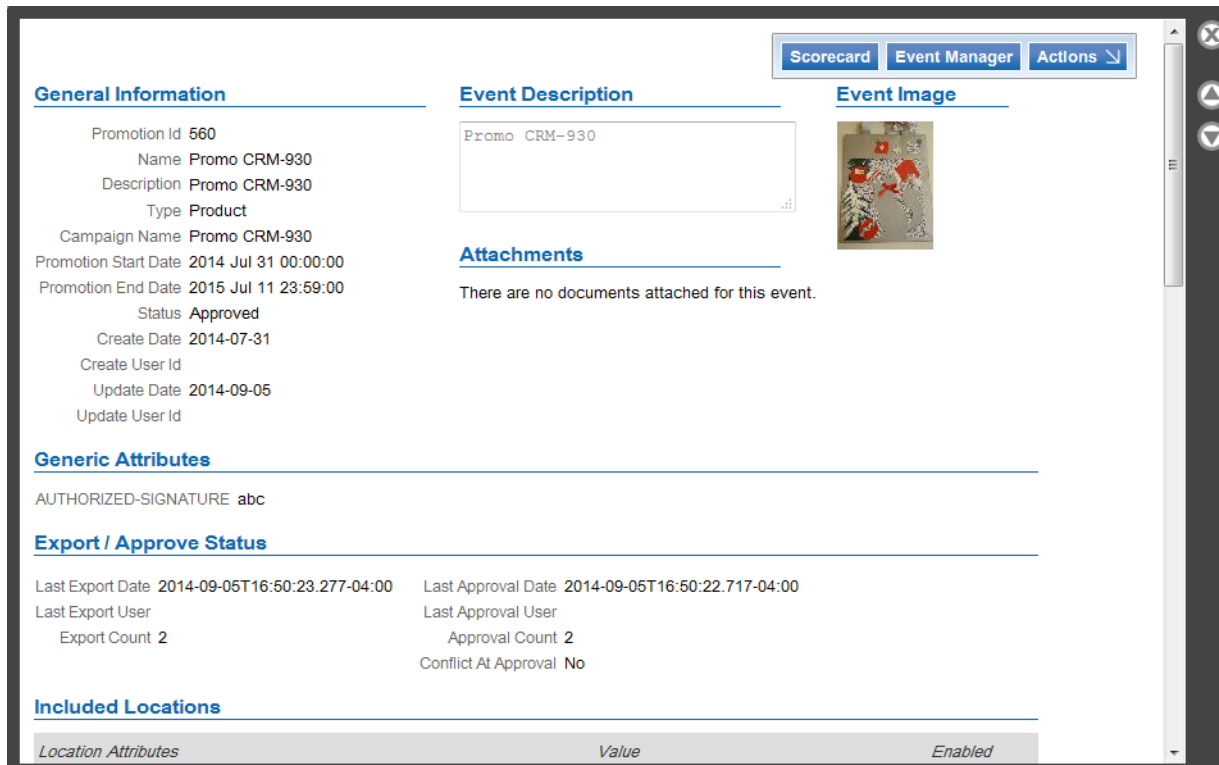 Scorecard Event Manager Actions
General Information
Promotion Id 560
Name Promo CRM-930
Description Promo CRM-930
Type Product
Campaign Name Promo CRM-930
Promotion Start Date 2014 Jul 31 00:00:00
Promotion End Date 2015 Jul 11 23:59:00
Status Approved
Create Date 2014-07-31
Create User Id
Update Date 2014-09-05
Update User Id
Event Description
Promo CRM-930
Attachments
There are no documents attached for this event.
Event Image
Generic Attributes
AUTHORIZED-SIGNATURE abc
Export / Approve Status
Last Export Date 2014-09-05T16:50:23.277-04:00
Last Export User
Export Count 2
Last Approval Date 2014-09-05T16:50:22.717-04:00
Last Approval User
Approval Count 2
Conflict At Approval No
Included Locations
Location Attributes Value Enabled